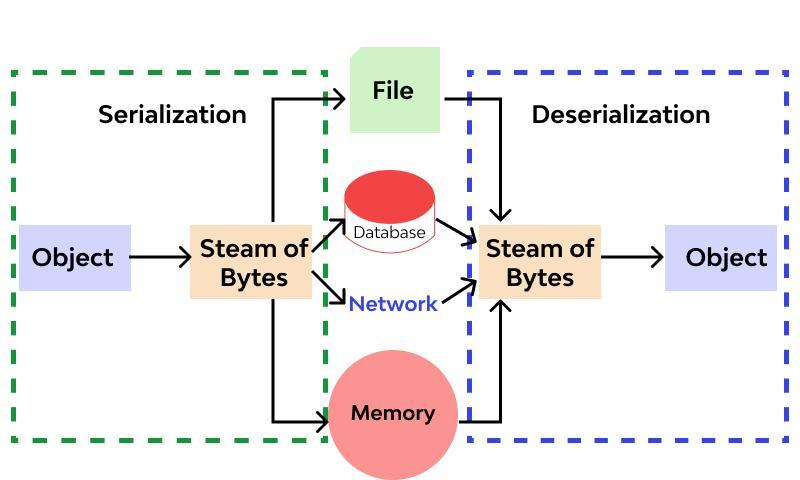 File
Serialization
Deserialization
Database
Object
Steam of
Bytes
Steam of
Bytes
Object
Network
Memory